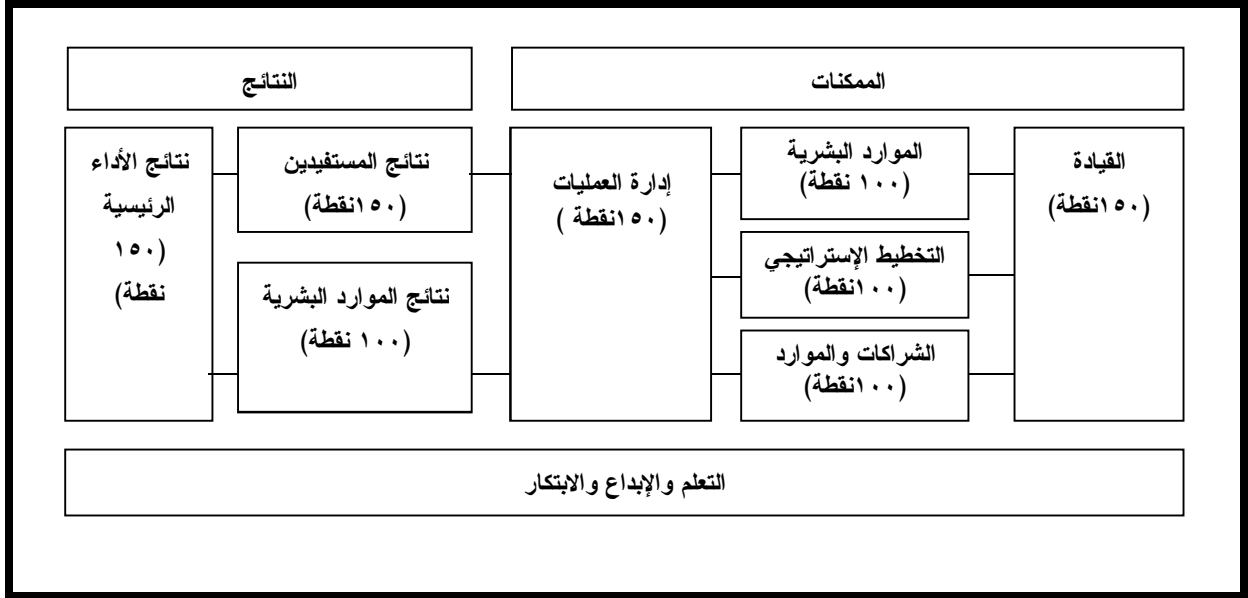 الممكنات
النتائج
القيادة
(١٥٠نقطة)
الموارد البشرية
(١٠٠ نقطة)
التخطيط الإستراتيجي
(١٠٠نقطة)
الشراكات والموارد
(١٠٠نقطة)
إدارة العمليات
(١٥٠نقطة )
نتائج المستفيدين
(١٥٠نقطة)
نتائج الموارد البشرية
(١٠٠ نقطة)
نتائج الأداء
الرئيسية
(١٥٠
نقطة)
التعلم والإبداع والابتكار